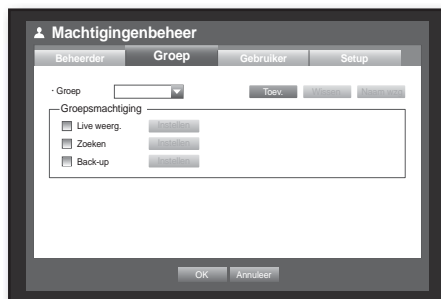 Machtigingenbeheer
Beheerder Groep Gebruiker Setup
· Groep Toev. Wissen Naam wijz.
Groepsmachtiging
Live weerg. Instellen
Zoeken Instellen
Back-up Instellen
OK Annuleer